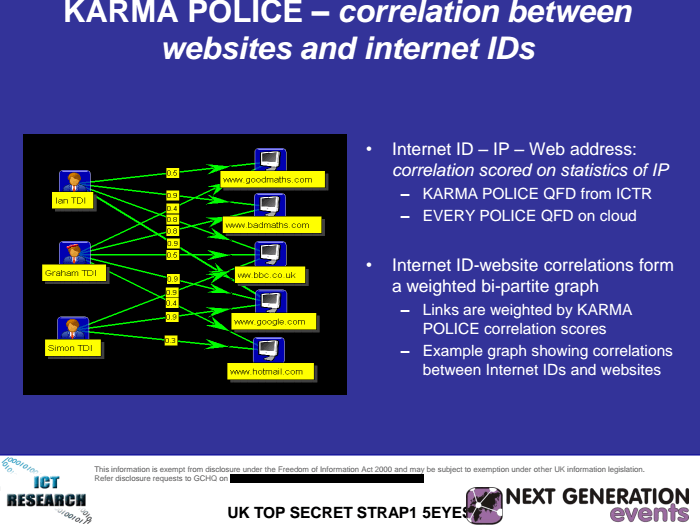 KARMA POLICE – correlation between
websites and internet IDs
• Internet ID – IP – Web address:
correlation scored on statistics of IP
– KARMA POLICE QFD from ICTR
– EVERY POLICE QFD on cloud
• Internet ID-website correlations form
a weighted bi-partite graph
– Links are weighted by KARMA
POLICE correlation scores
– Example graph showing correlations
between Internet IDs and websites
Ian TDI
Graham TDI
Simon TDI
0.5
0.9
0.4
0.8
0.8
0.9
0.5
0.9
0.9
0.4
0.3
www.goodmaths.com
www.badmaths.com
ww.bbc.co.uk
www.google.com
www.hotmail.com
ICT
RESEARCH
This information is exempt from disclosure under the Freedom of Information Act 2000 and may be subject to exemption under other UK information legislation.
Refer disclosure requests to GCHQ on
UK TOP SECRET STRAP1 5EYES
NEXT GENERATION
events